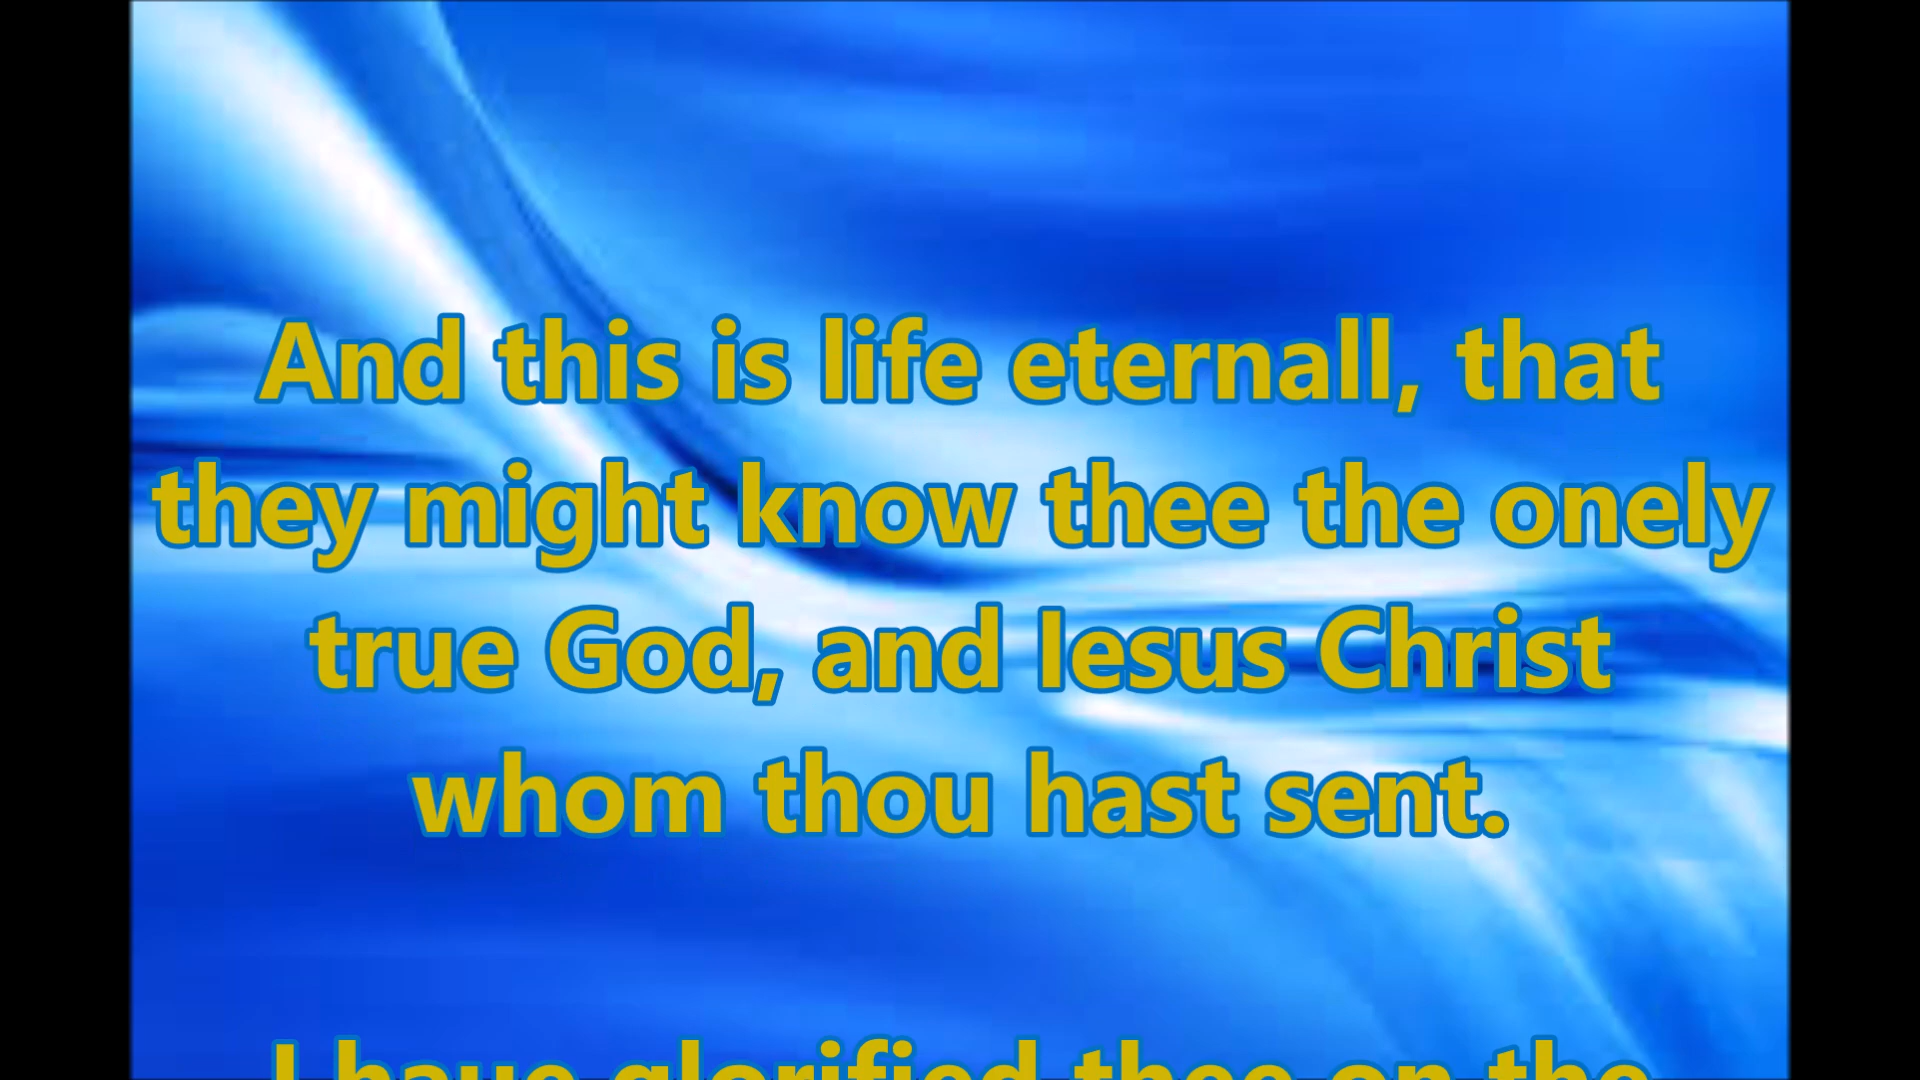 And this is life eternall, that
they might know thee the onely
true God, and Iesus Christ
whom thou hast sent.
I haue glorified thee on the